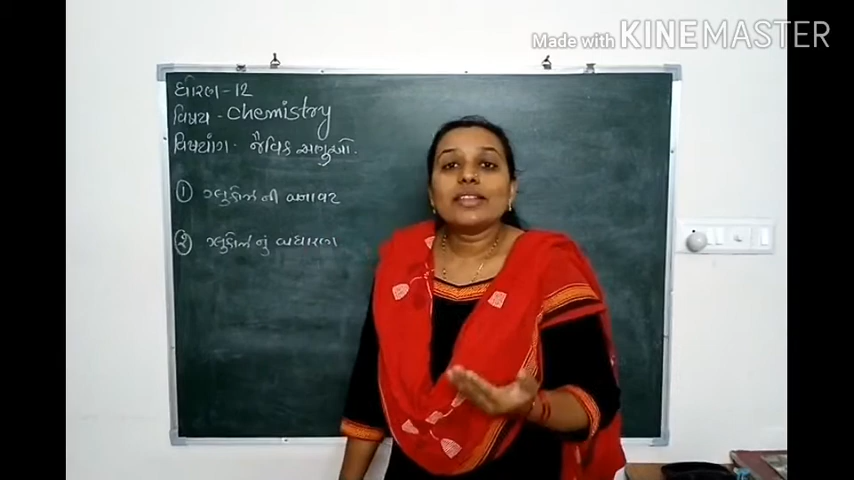 Made with KINEMASTER
ધોરણ - 12
વિષય - Chemistry
વિષયાંગ - જૈવિક અણુઓ.
① ગ્લુકોઝ ની બનાવટ
② ગ્લુકોઝ નું બંધારણ